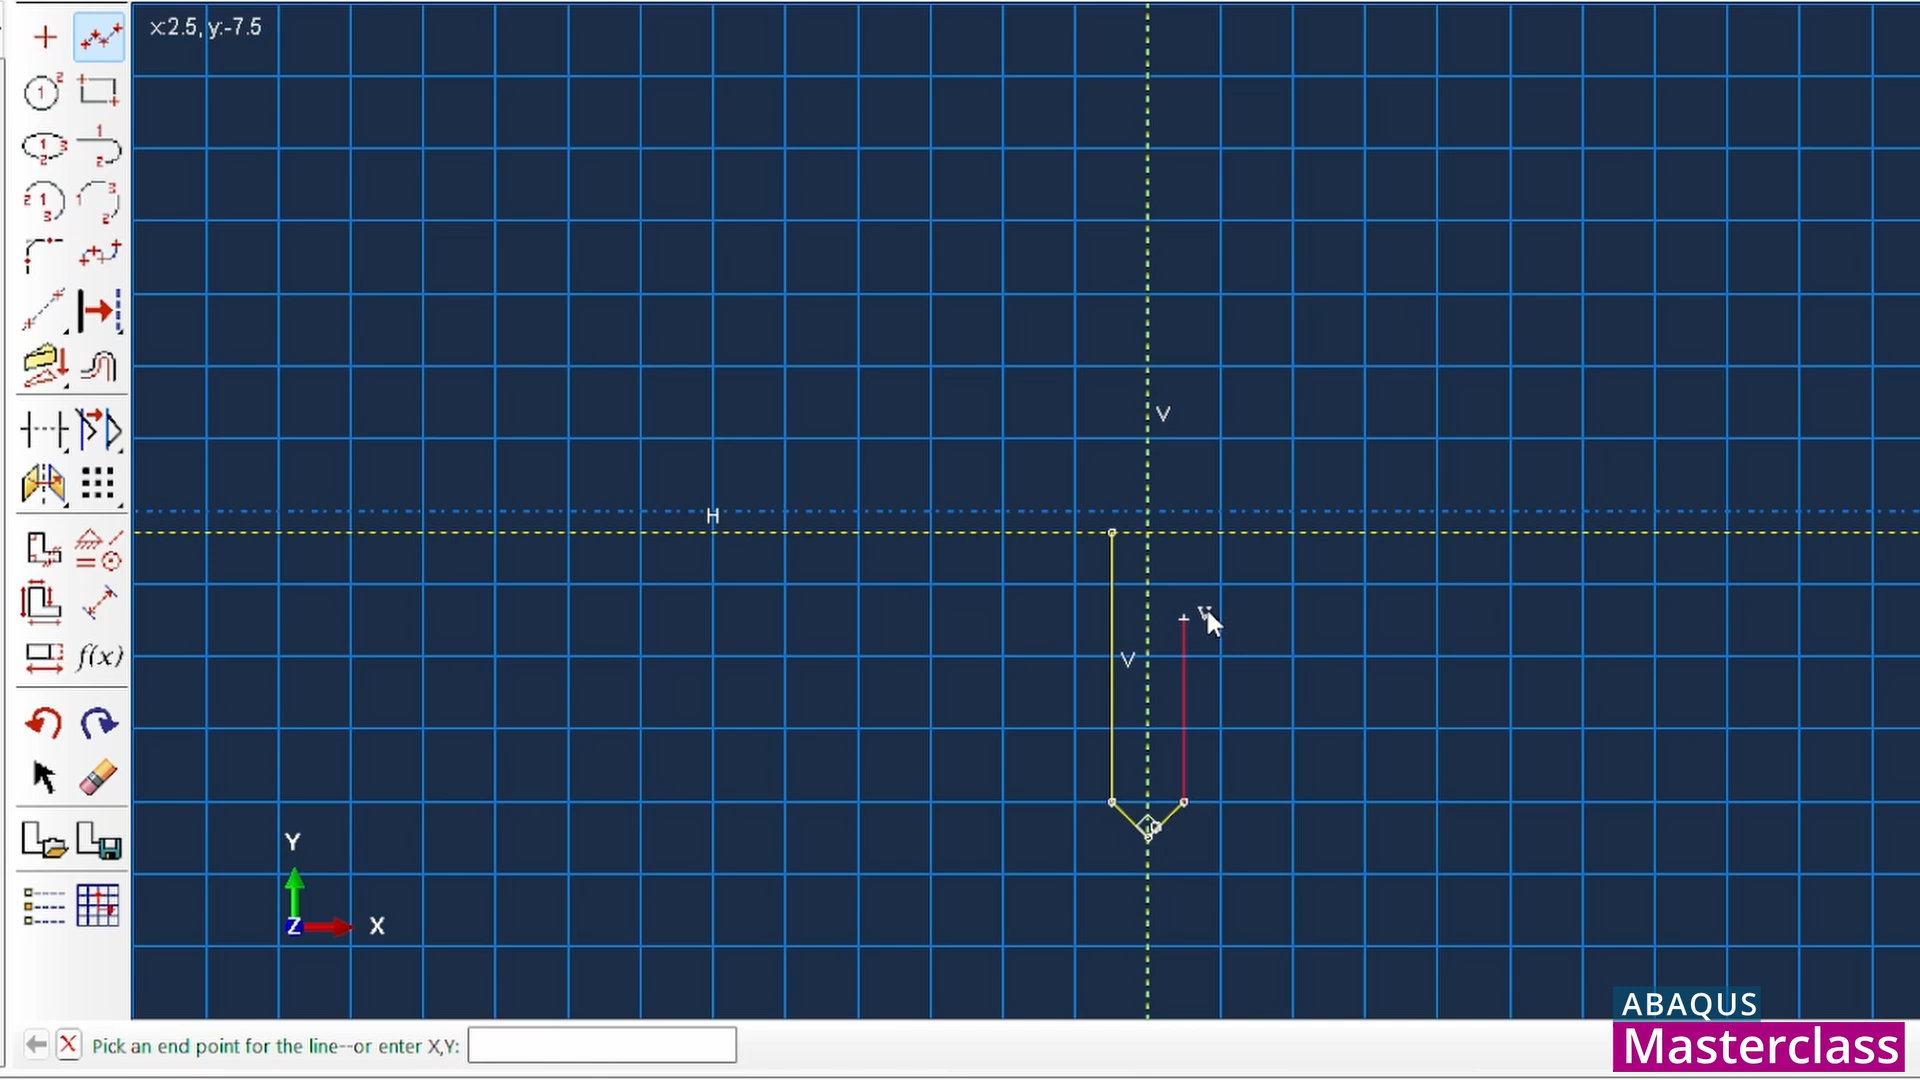 x:2.5, y:-7.5
V
H
V
V
f(x)
Y
Z
X
Pick an end point for the line--or enter X,Y:
ABAQUS
Masterclass